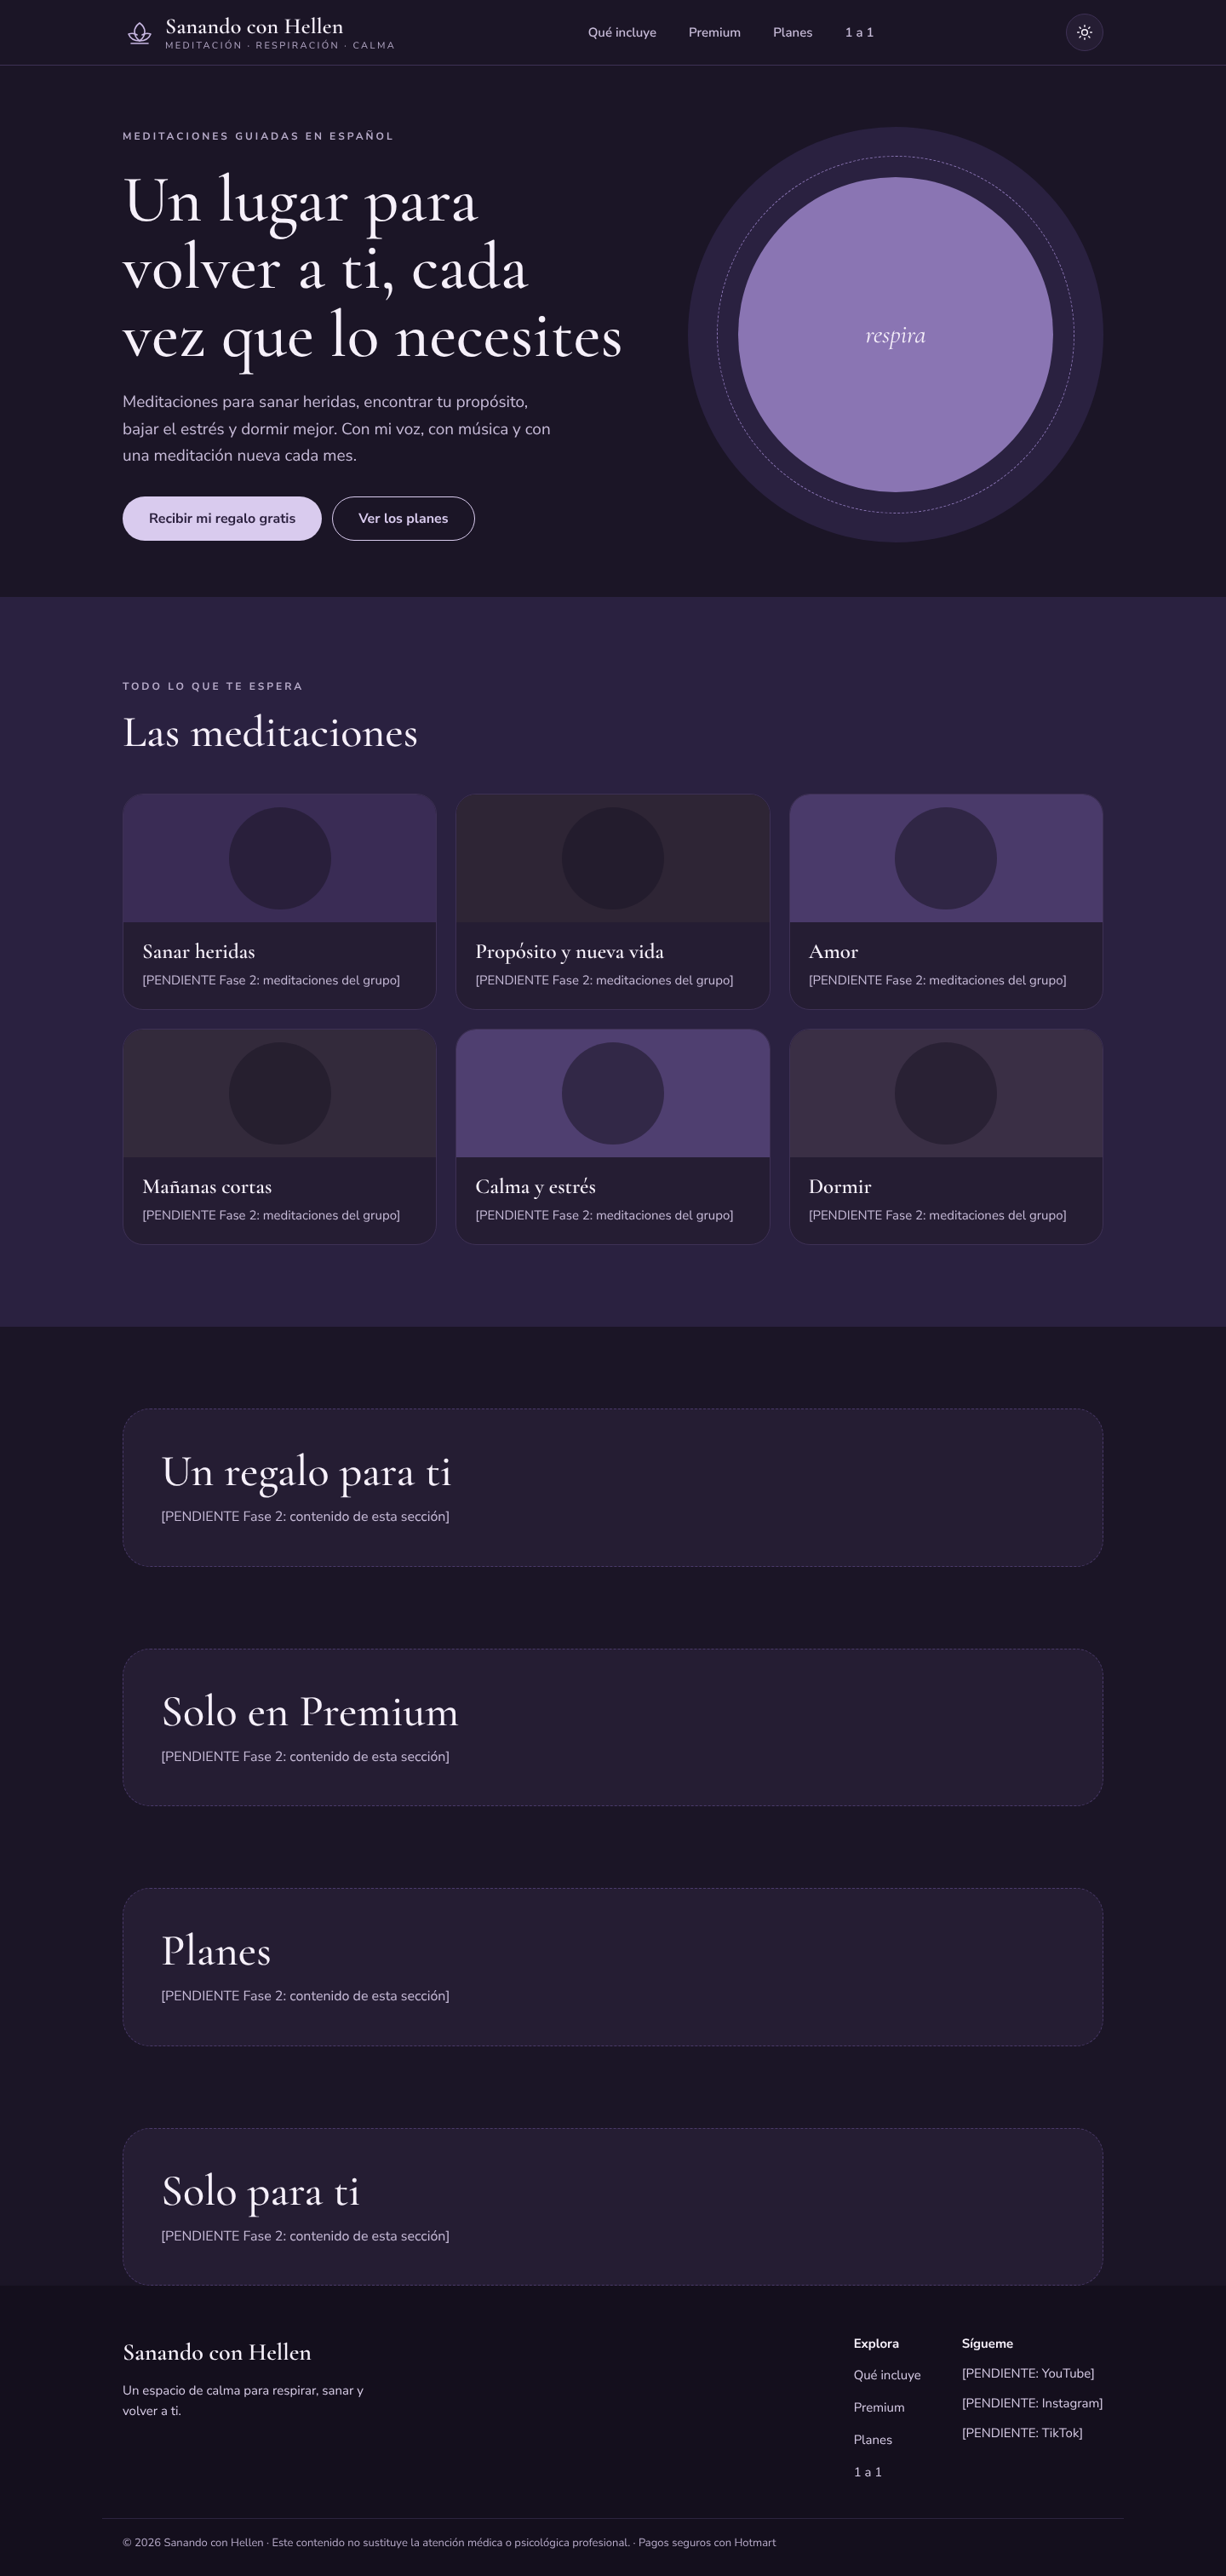 Sanando con Hellen
MEDITACIÓN · RESPIRACIÓN · CALMA
Qué incluye
Premium
Planes
1 a 1
MEDITACIONES GUIADAS EN ESPAÑOL
Un lugar para
volver a ti, cada
vez que lo necesites
Meditaciones para sanar heridas, encontrar tu propósito,
bajar el estrés y dormir mejor. Con mi voz, con música y con
una meditación nueva cada mes.
Recibir mi regalo gratis
Ver los planes
respira
TODO LO QUE TE ESPERA
Las meditaciones
Sanar heridas
[PENDIENTE Fase 2: meditaciones del grupo]
Propósito y nueva vida
[PENDIENTE Fase 2: meditaciones del grupo]
Amor
[PENDIENTE Fase 2: meditaciones del grupo]
Mañanas cortas
[PENDIENTE Fase 2: meditaciones del grupo]
Calma y estrés
[PENDIENTE Fase 2: meditaciones del grupo]
Dormir
[PENDIENTE Fase 2: meditaciones del grupo]
Un regalo para ti
[PENDIENTE Fase 2: contenido de esta sección]
Solo en Premium
[PENDIENTE Fase 2: contenido de esta sección]
Planes
[PENDIENTE Fase 2: contenido de esta sección]
Solo para ti
[PENDIENTE Fase 2: contenido de esta sección]
Sanando con Hellen
Un espacio de calma para respirar, sanar y
volver a ti.
Explora
Qué incluye
Premium
Planes
1 a 1
Sígueme
[PENDIENTE: YouTube]
[PENDIENTE: Instagram]
[PENDIENTE: TikTok]
© 2026 Sanando con Hellen · Este contenido no sustituye la atención médica o psicológica profesional. · Pagos seguros con Hotmart